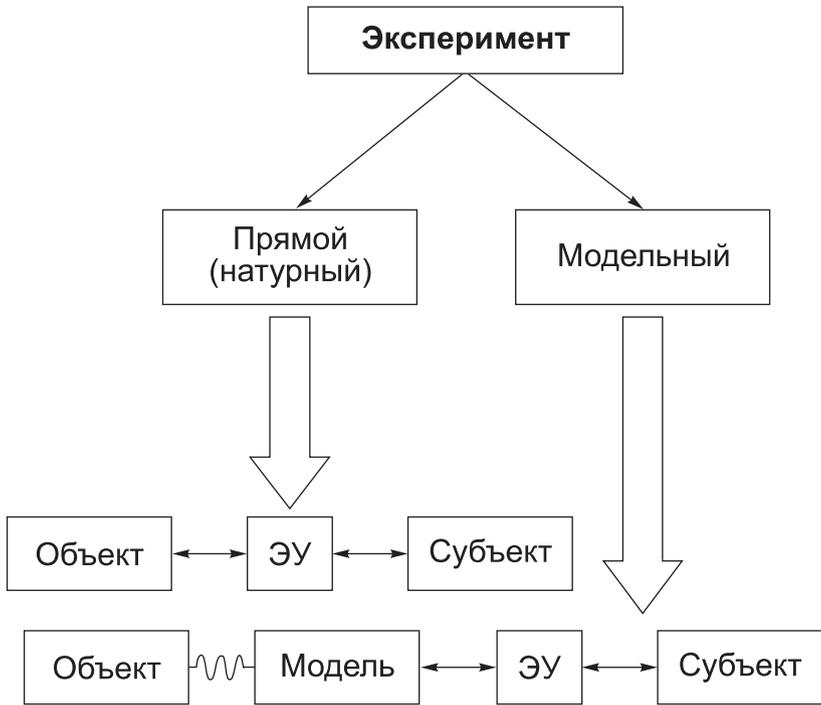 Эксперимент
Прямой
(натурный)
Модельный
Объект
ЭУ
Субъект
Объект
Модель
ЭУ
Субъект